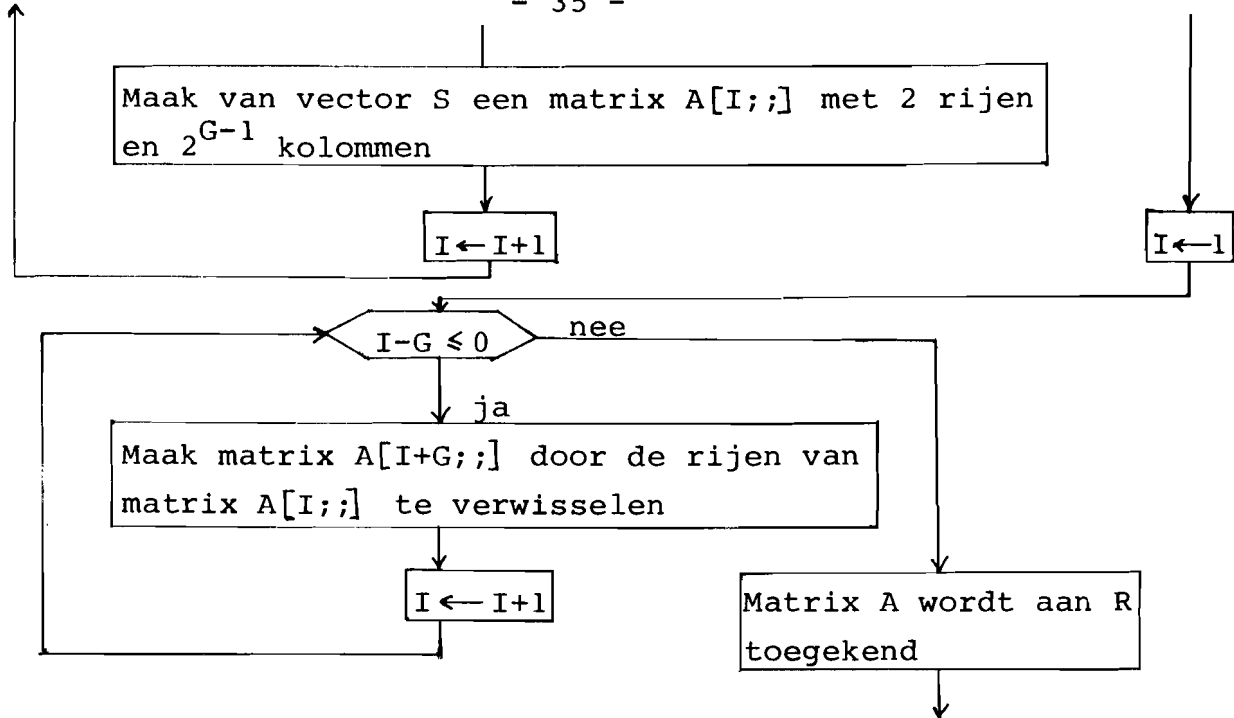 - 35 -
Maak van vector S een matrix A[I;;] met 2 rijen
en 2^{G-1} kolommen
I←I+1
I←1
I-G ≤ 0
nee
ja
Maak matrix A[I+G;;] door de rijen van
matrix A[I;;] te verwisselen
I←I+1
Matrix A wordt aan R
toegekend